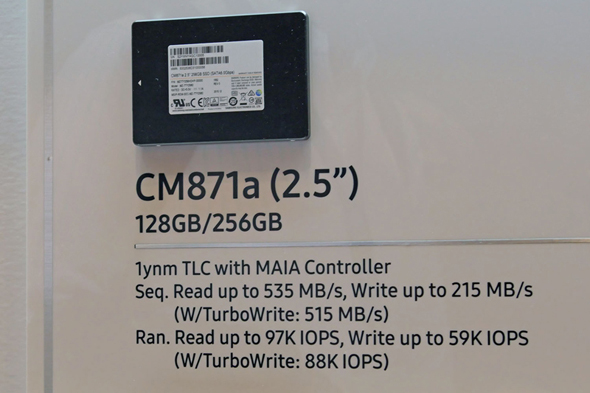 CM871a (2.5”)
128GB/256GB
1ynm TLC with MAIA Controller
Seq. Read up to 535 MB/s, Write up to 215 MB/s
(W/TurboWrite: 515 MB/s)
Ran. Read up to 97K IOPS, Write up to 59K IOPS
(W/TurboWrite: 88K IOPS)